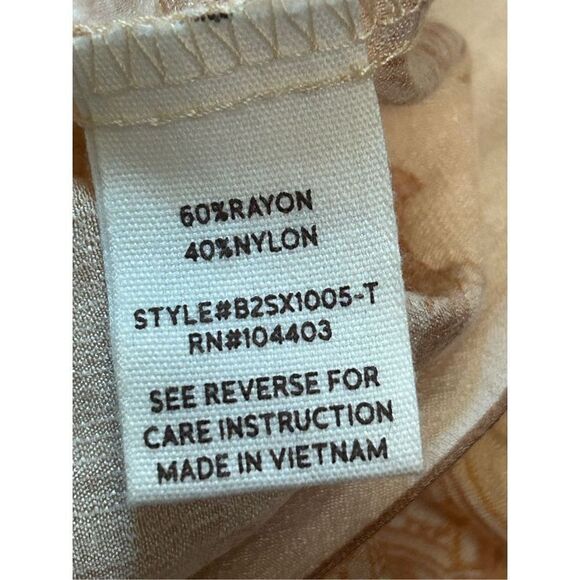 60%RAYON
40%NYLON
STYLE#B2SX1005-T
RN#104403
SEE REVERSE FOR
CARE INSTRUCTION
MADE IN VIETNAM